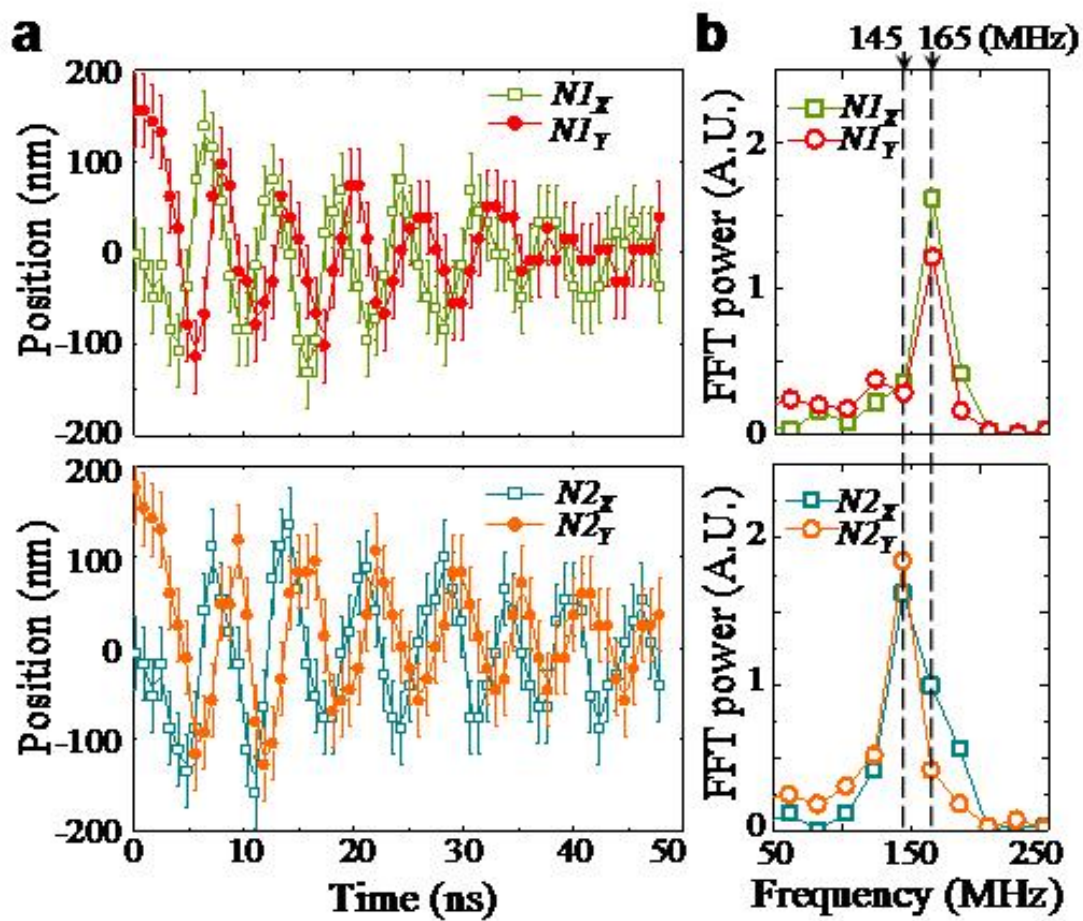 a
b
145 165 (MHz)
Position (nm)
200
100
0
-100
-200
N1X
N1Y
FFT power (A.U.)
2
1
0
N1X
N1Y
Position (nm)
200
100
0
-100
-200
N2X
N2Y
0 10 20 30 40 50
Time (ns)
FFT power (A.U.)
2
1
0
N2X
N2Y
50 150 250
Frequency (MHz)